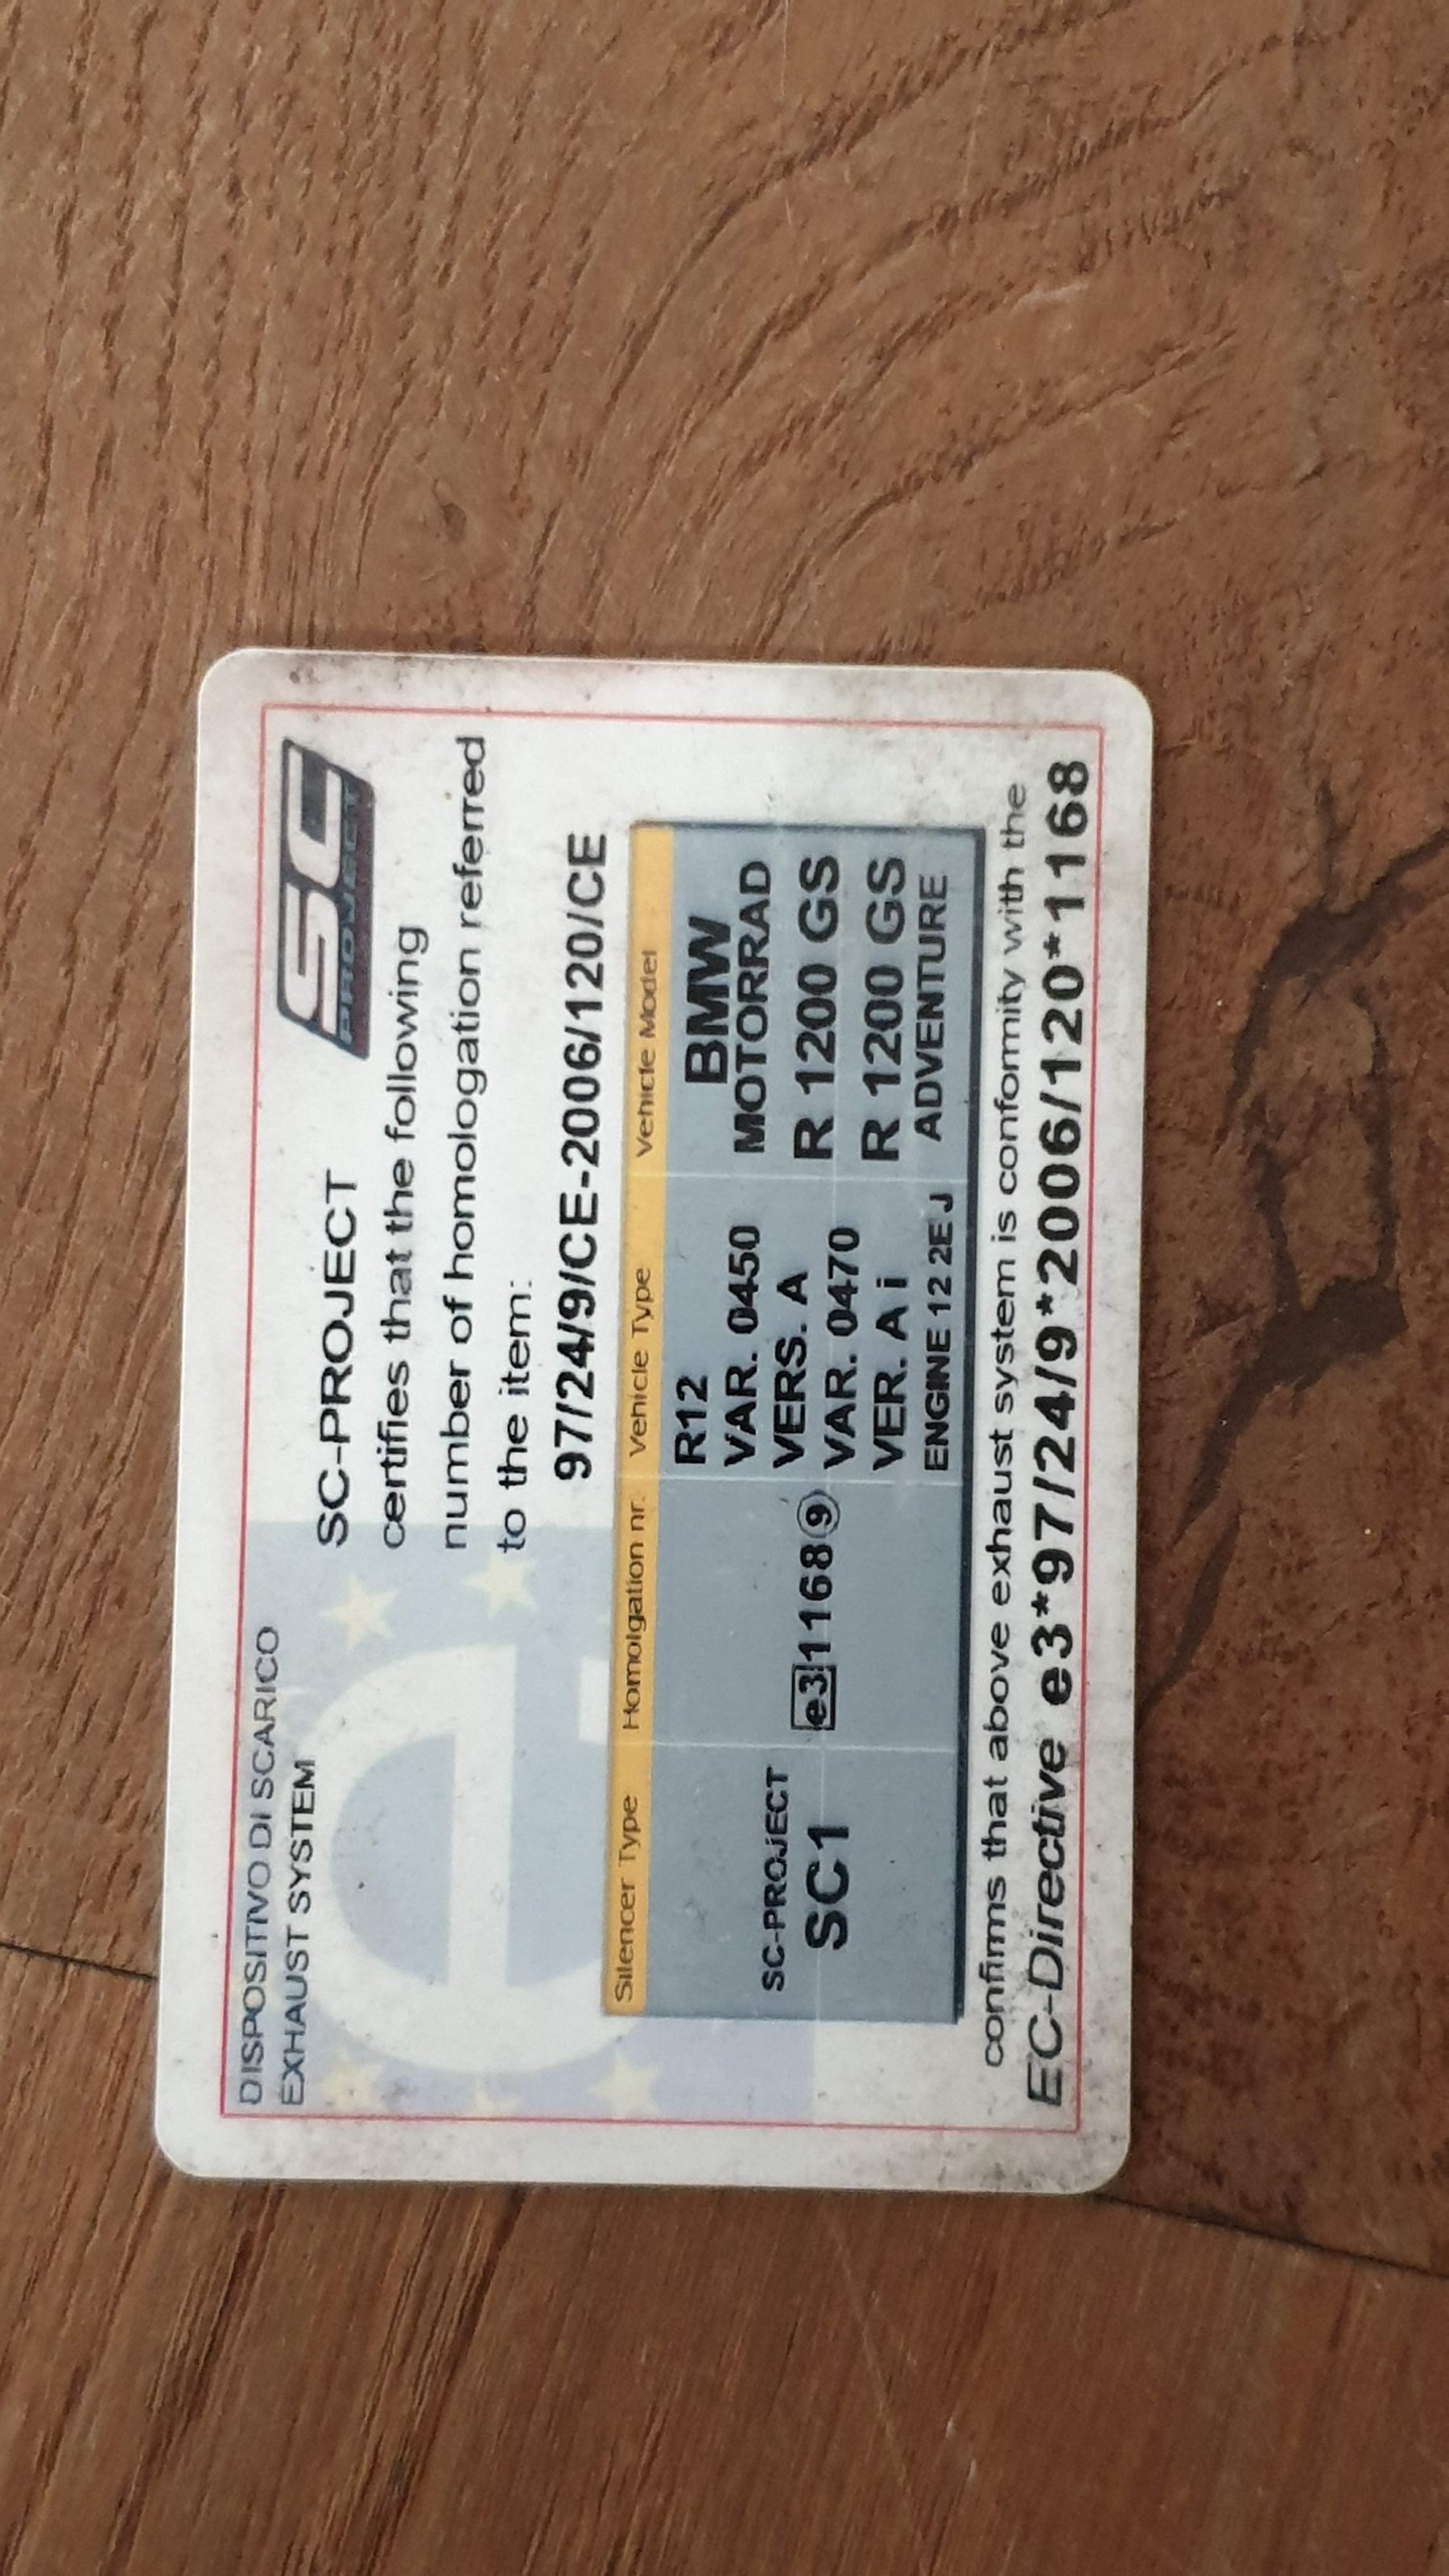 DISPOSITIVO DI SCARICO
EXHAUST SYSTEM
SC
PROJECT
SC-PROJECT
certifies that the following
number of homologation referred
to the item:
97/24/9/CE-2006/120/CE
Silencer Type Homolgation nr. Vehicle Type Vehicle Model
SC-PROJECT
SC1
e3 1168 9
R12
VAR. 0450
VERS. A
VAR. 0470
VER. A i
ENGINE 12 2E J
BMW
MOTORRAD
R 1200 GS
R 1200 GS
ADVENTURE
confirms that above exhaust system is conformity with the
EC-Directive e3*97/24/9*2006/120*1168